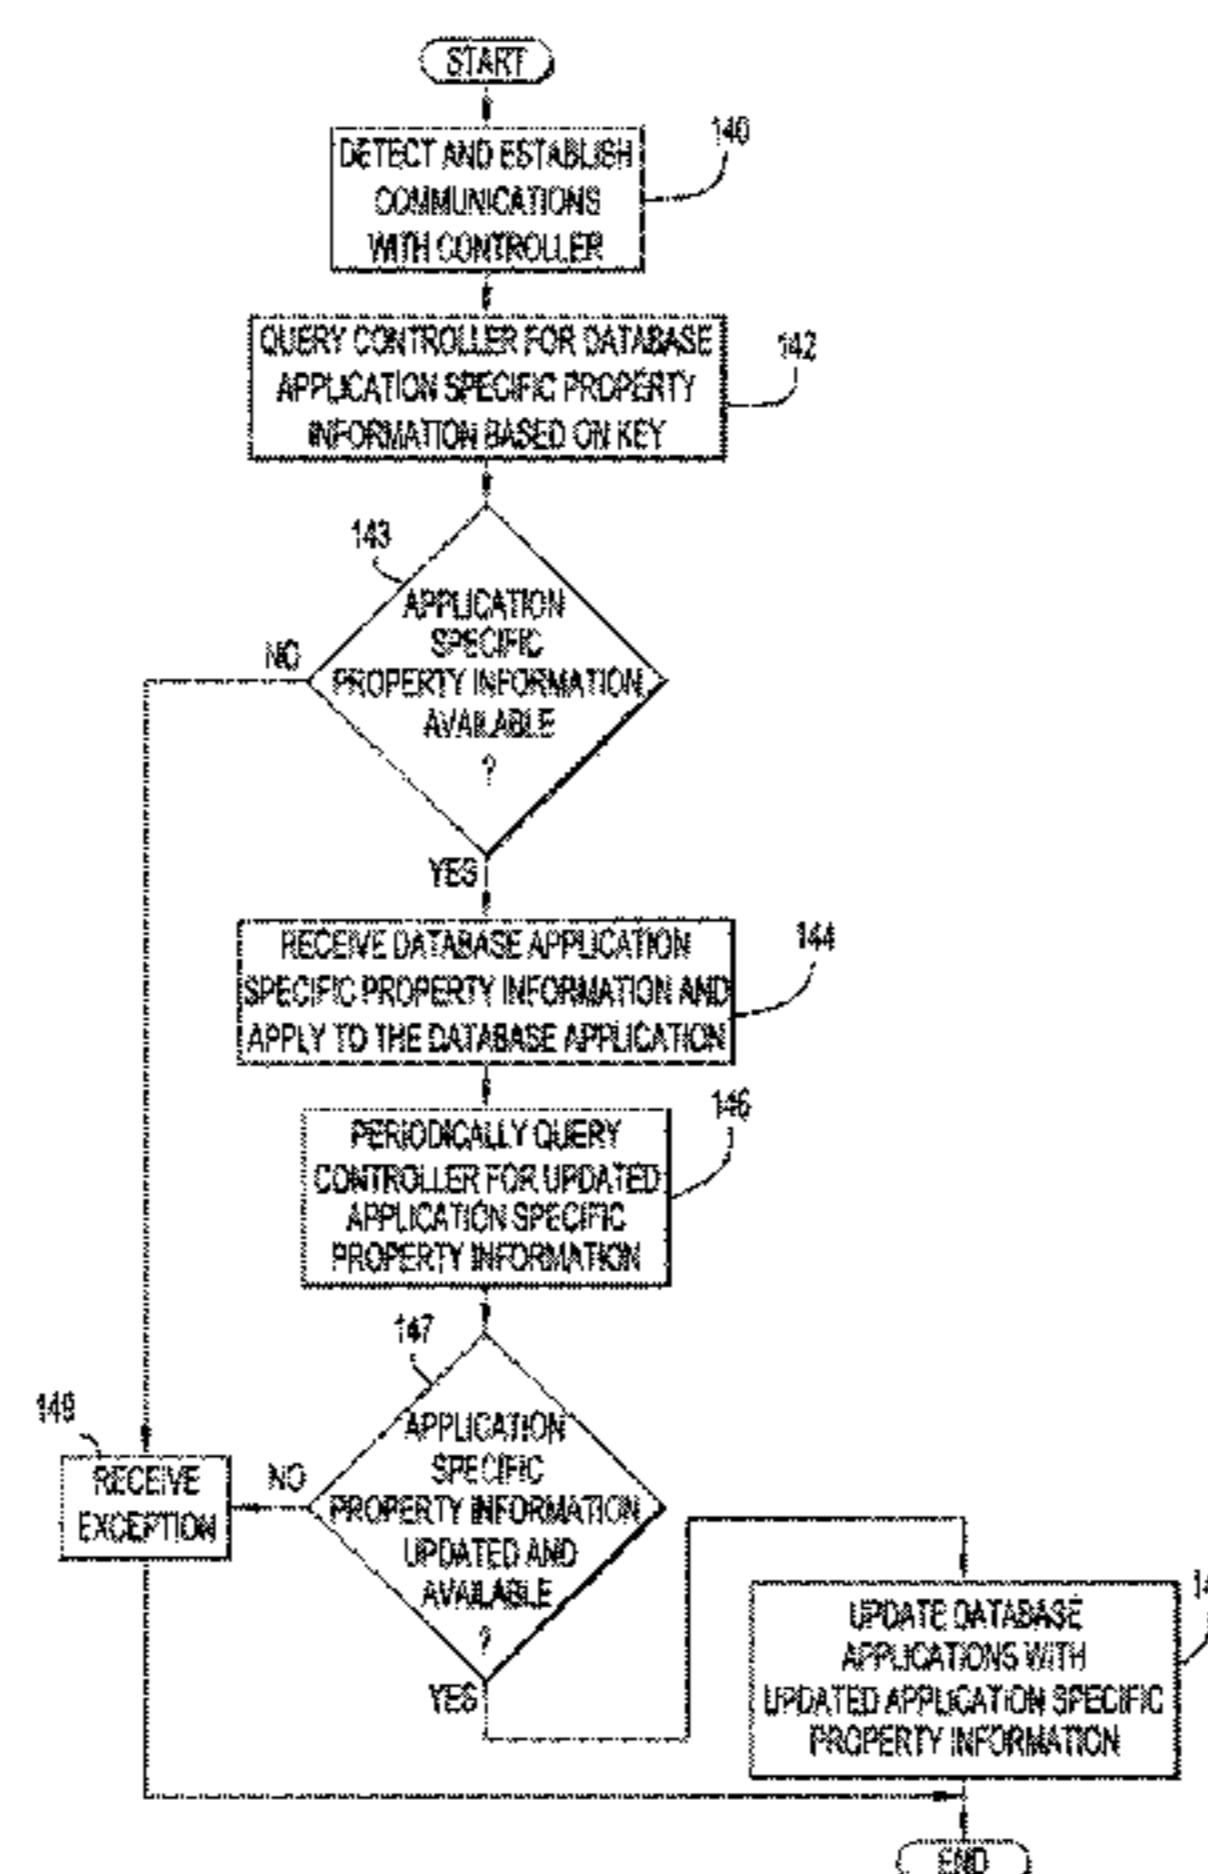 START
140
DETECT AND ESTABLISH
COMMUNICATIONS
WITH CONTROLLER
142
QUERY CONTROLLER FOR DATABASE
APPLICATION SPECIFIC PROPERTY
INFORMATION BASED ON KEY
143
APPLICATION
SPECIFIC
PROPERTY INFORMATION
AVAILABLE
?
NO
YES
144
RECEIVE DATABASE APPLICATION
SPECIFIC PROPERTY INFORMATION AND
APPLY TO THE DATABASE APPLICATION
146
PERIODICALLY QUERY
CONTROLLER FOR UPDATED
APPLICATION SPECIFIC
PROPERTY INFORMATION
147
APPLICATION
SPECIFIC
PROPERTY INFORMATION
UPDATED AND
AVAILABLE
?
NO
YES
RECEIVE
EXCEPTION
UPDATE DATABASE
APPLICATIONS WITH
UPDATED APPLICATION SPECIFIC
PROPERTY INFORMATION
END